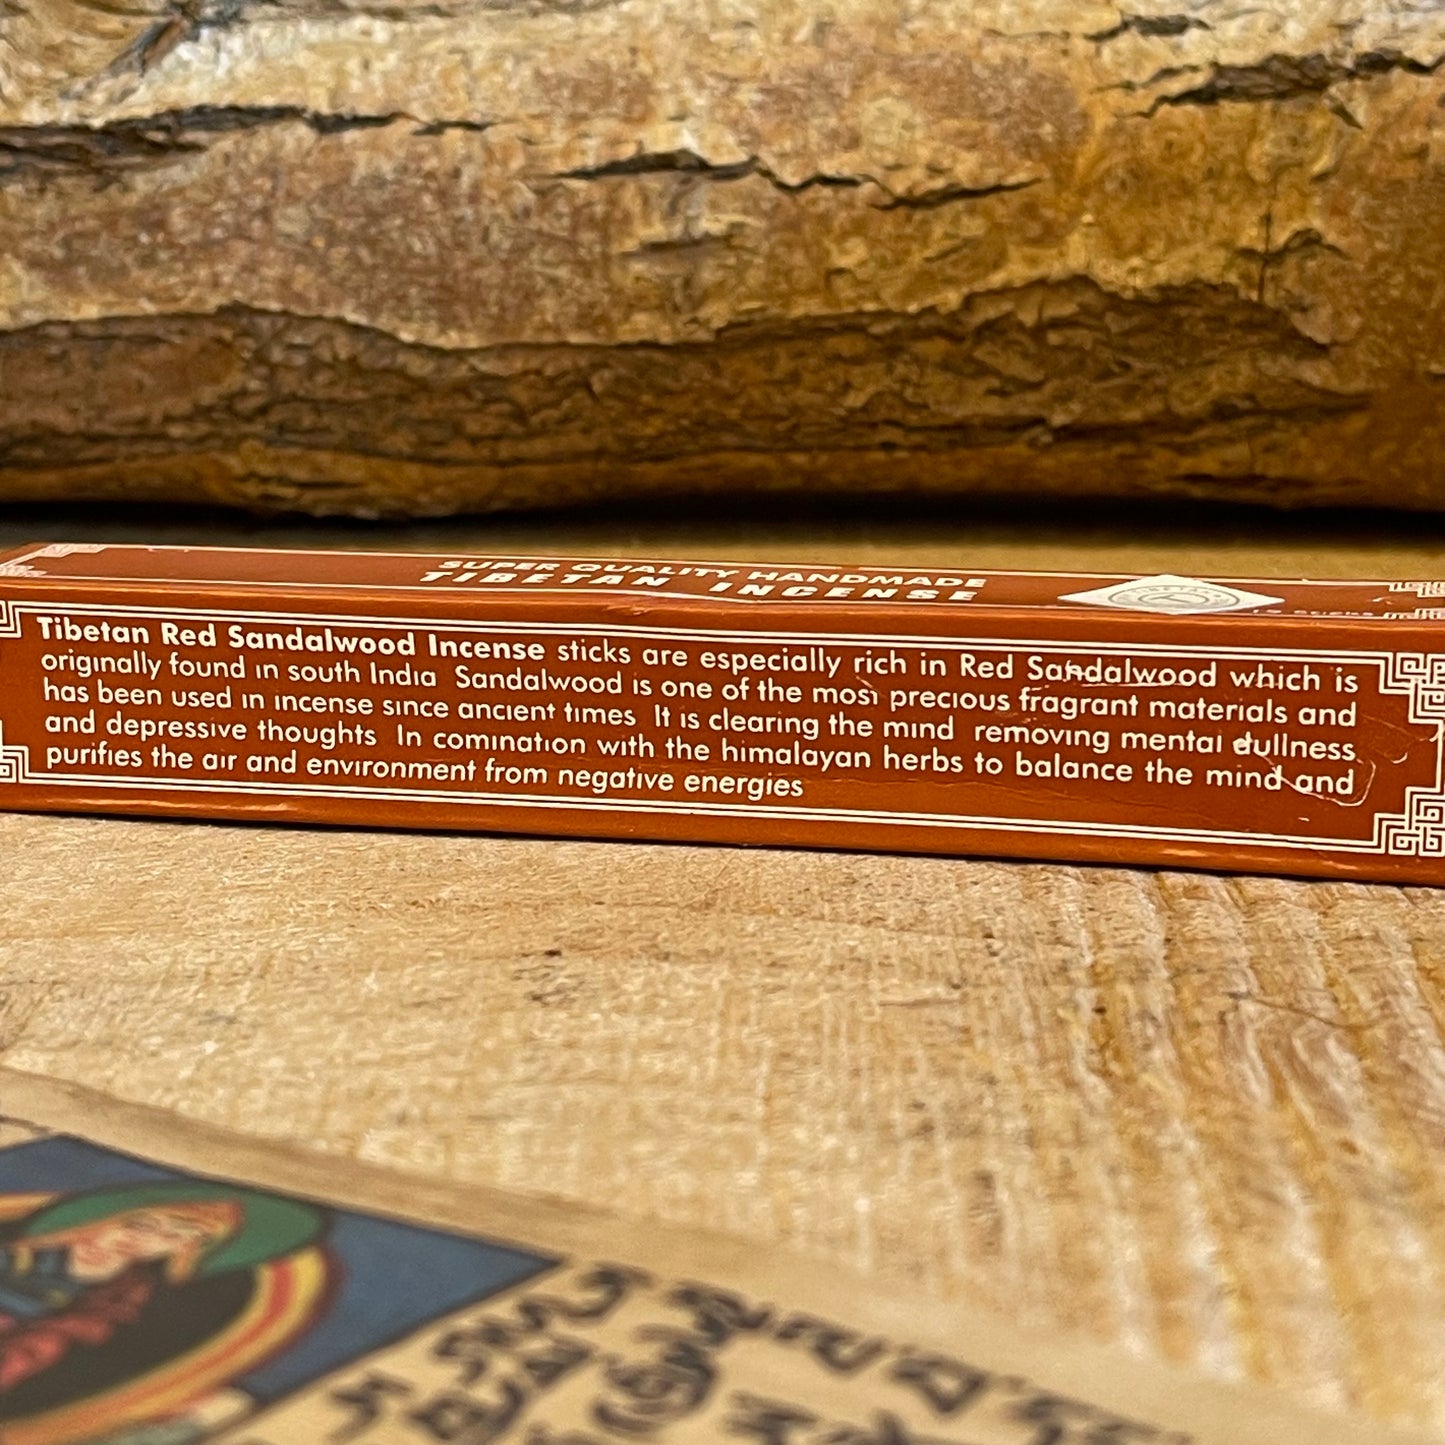 SUPER QUALITY HANDMADE
TIBETAN INCENSE
Tibetan Red Sandalwood Incense sticks are especially rich in Red Sandalwood which is
originally found in south India Sandalwood is one of the most precious fragrant materials and
has been used in incense since ancient times It is clearing the mind removing mental dullness
and depressive thoughts In comination with the himalayan herbs to balance the mind and
purifies the air and environment from negative energies